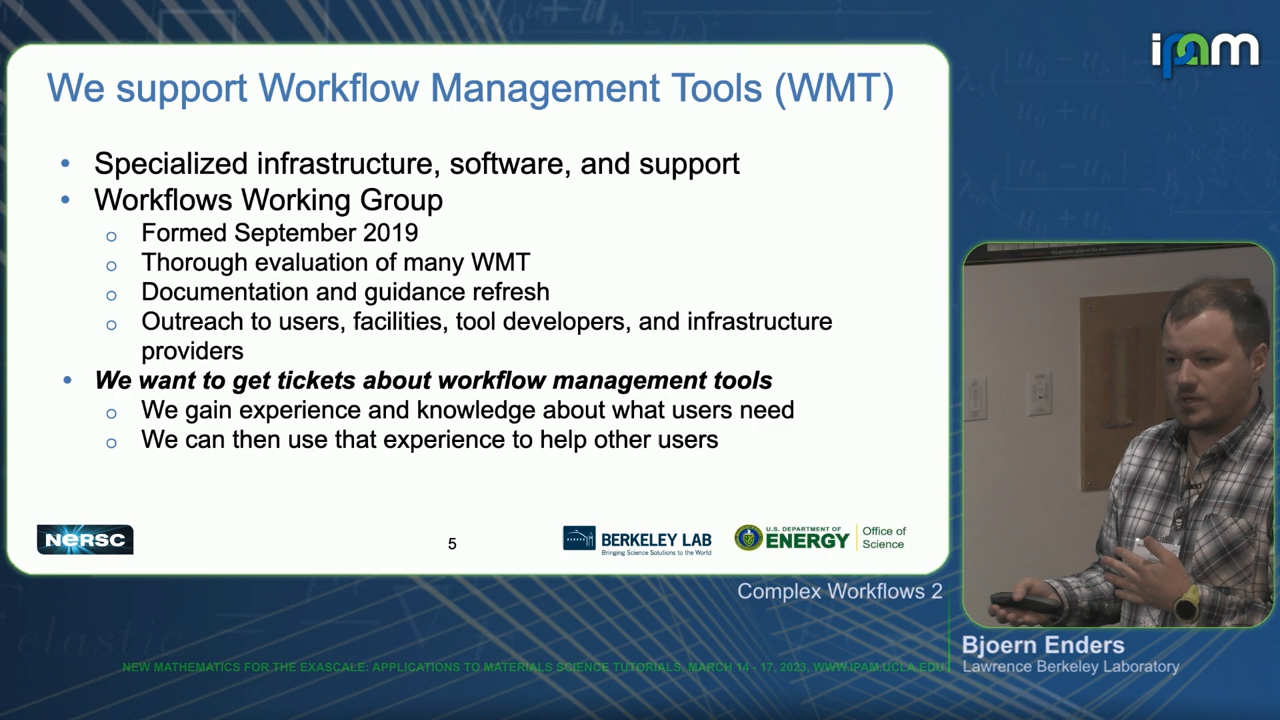 ipam
We support Workflow Management Tools (WMT)
• Specialized infrastructure, software, and support
• Workflows Working Group
o Formed September 2019
o Thorough evaluation of many WMT
o Documentation and guidance refresh
o Outreach to users, facilities, tool developers, and infrastructure
providers
• We want to get tickets about workflow management tools
o We gain experience and knowledge about what users need
o We can then use that experience to help other users
NERSC
5
BERKELEY LAB
Bringing Science Solutions to the World
U.S. DEPARTMENT OF
ENERGY
Office of
Science
Complex Workflows 2
Bjoern Enders
Lawrence Berkeley Laboratory
NEW MATHEMATICS FOR THE EXASCALE: APPLICATIONS TO MATERIALS SCIENCE TUTORIALS, MARCH 14 - 17, 2023, WWW.IPAM.UCLA.EDU
elastic